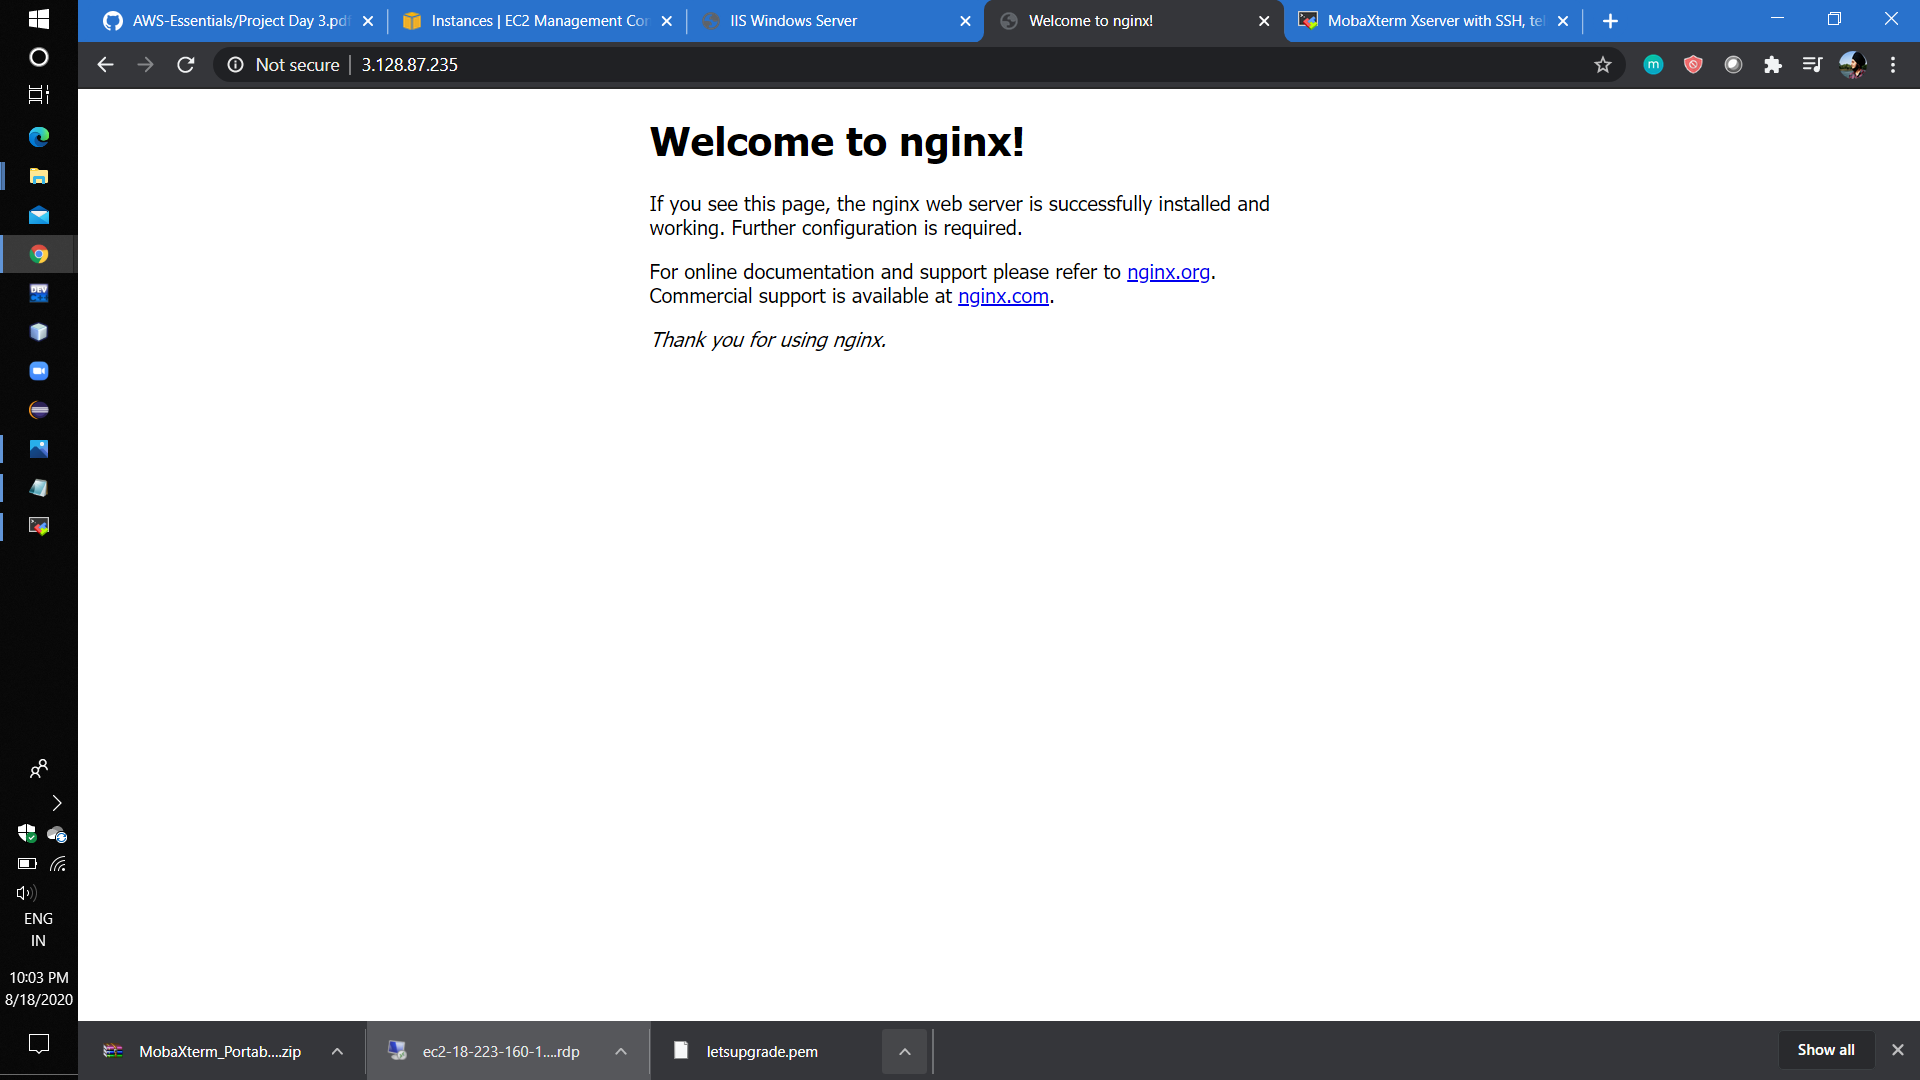 AWS-Essentials/Project Day 3.pdf
Instances | EC2 Management Con
IIS Windows Server
Welcome to nginx!
MobaXterm Xserver with SSH, tel
Not secure
3.128.87.235
m
Welcome to nginx!
If you see this page, the nginx web server is successfully installed and
working. Further configuration is required.
For online documentation and support please refer to nginx.org.
Commercial support is available at nginx.com.
Thank you for using nginx.
DEV
ENG
IN
10:03 PM
8/18/2020
MobaXterm_Portab....zip
ec2-18-223-160-1....rdp
letsupgrade.pem
Show all